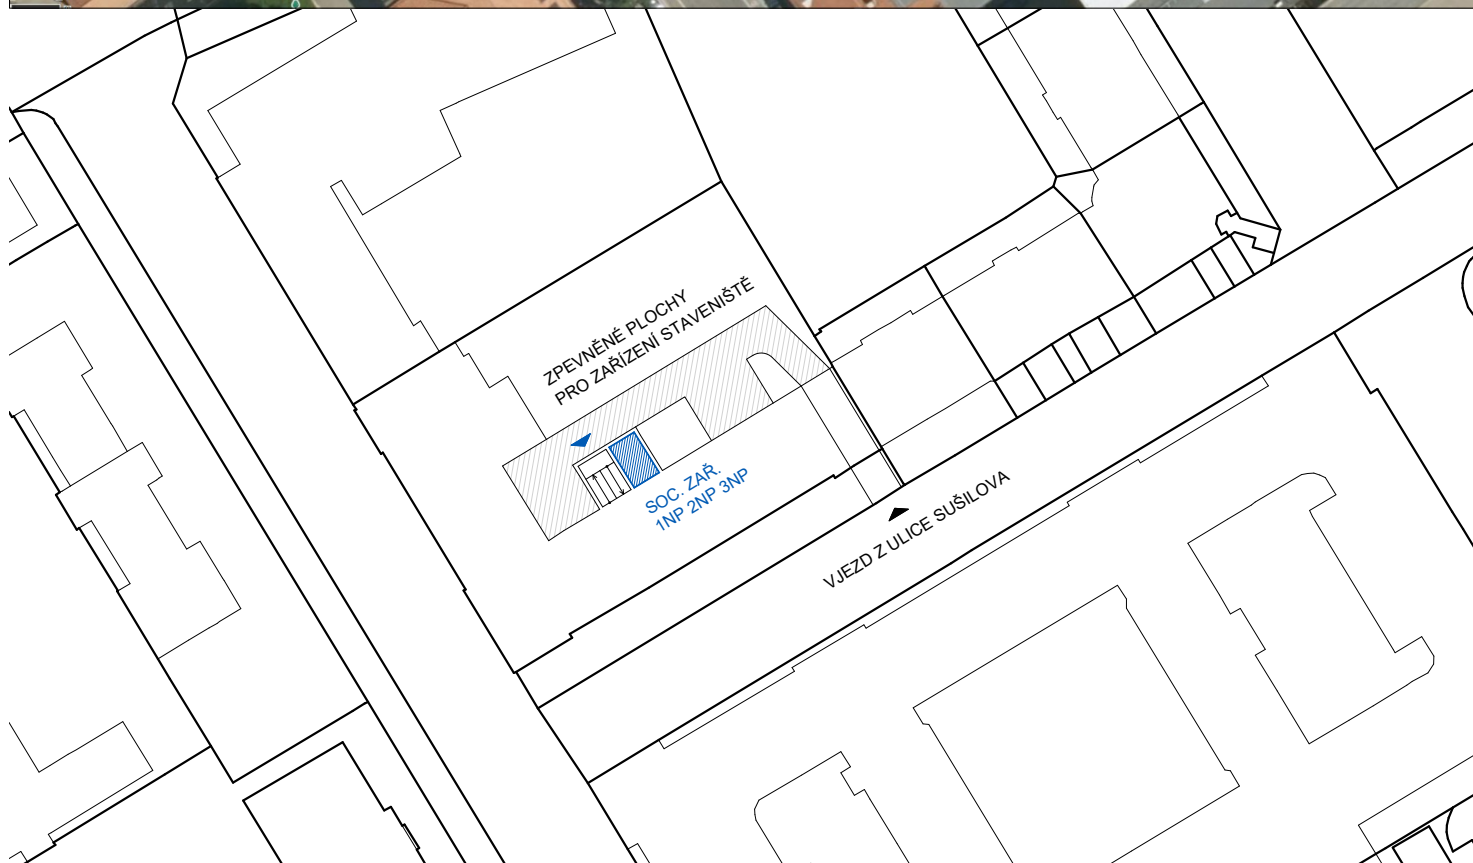 ZPEVNĚNÉ PLOCHY
PRO ZAŘÍZENÍ STAVENIŠTĚ
SOC. ZAŘ.
1NP 2NP 3NP
VJEZD Z ULICE SUŠILOVA